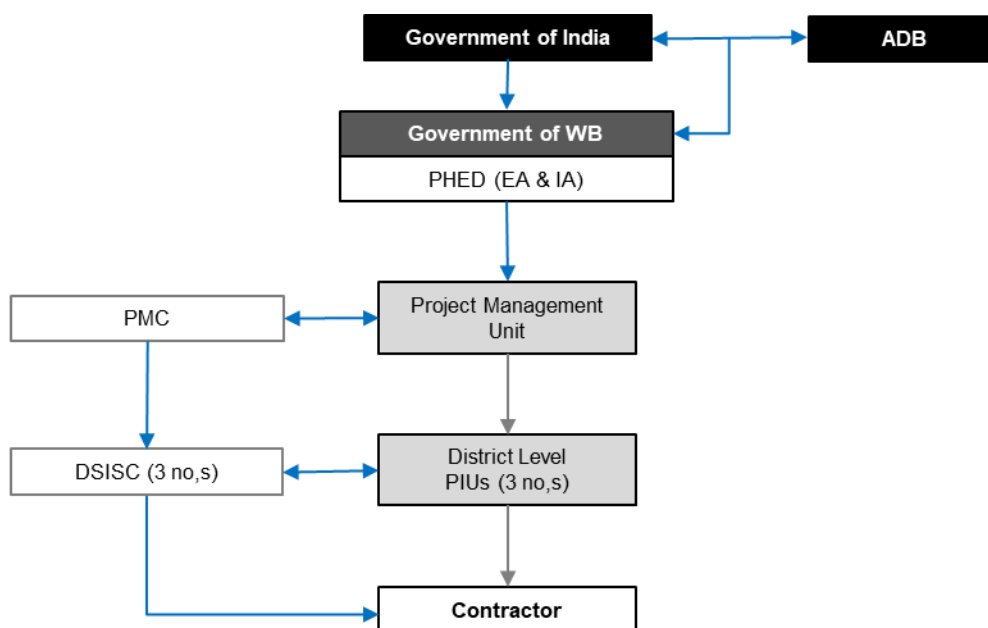 Government of India
ADB
Government of WB
PHED (EA & IA)
PMC
Project Management
Unit
DSISC (3 no,s)
District Level
PIUs (3 no,s)
Contractor